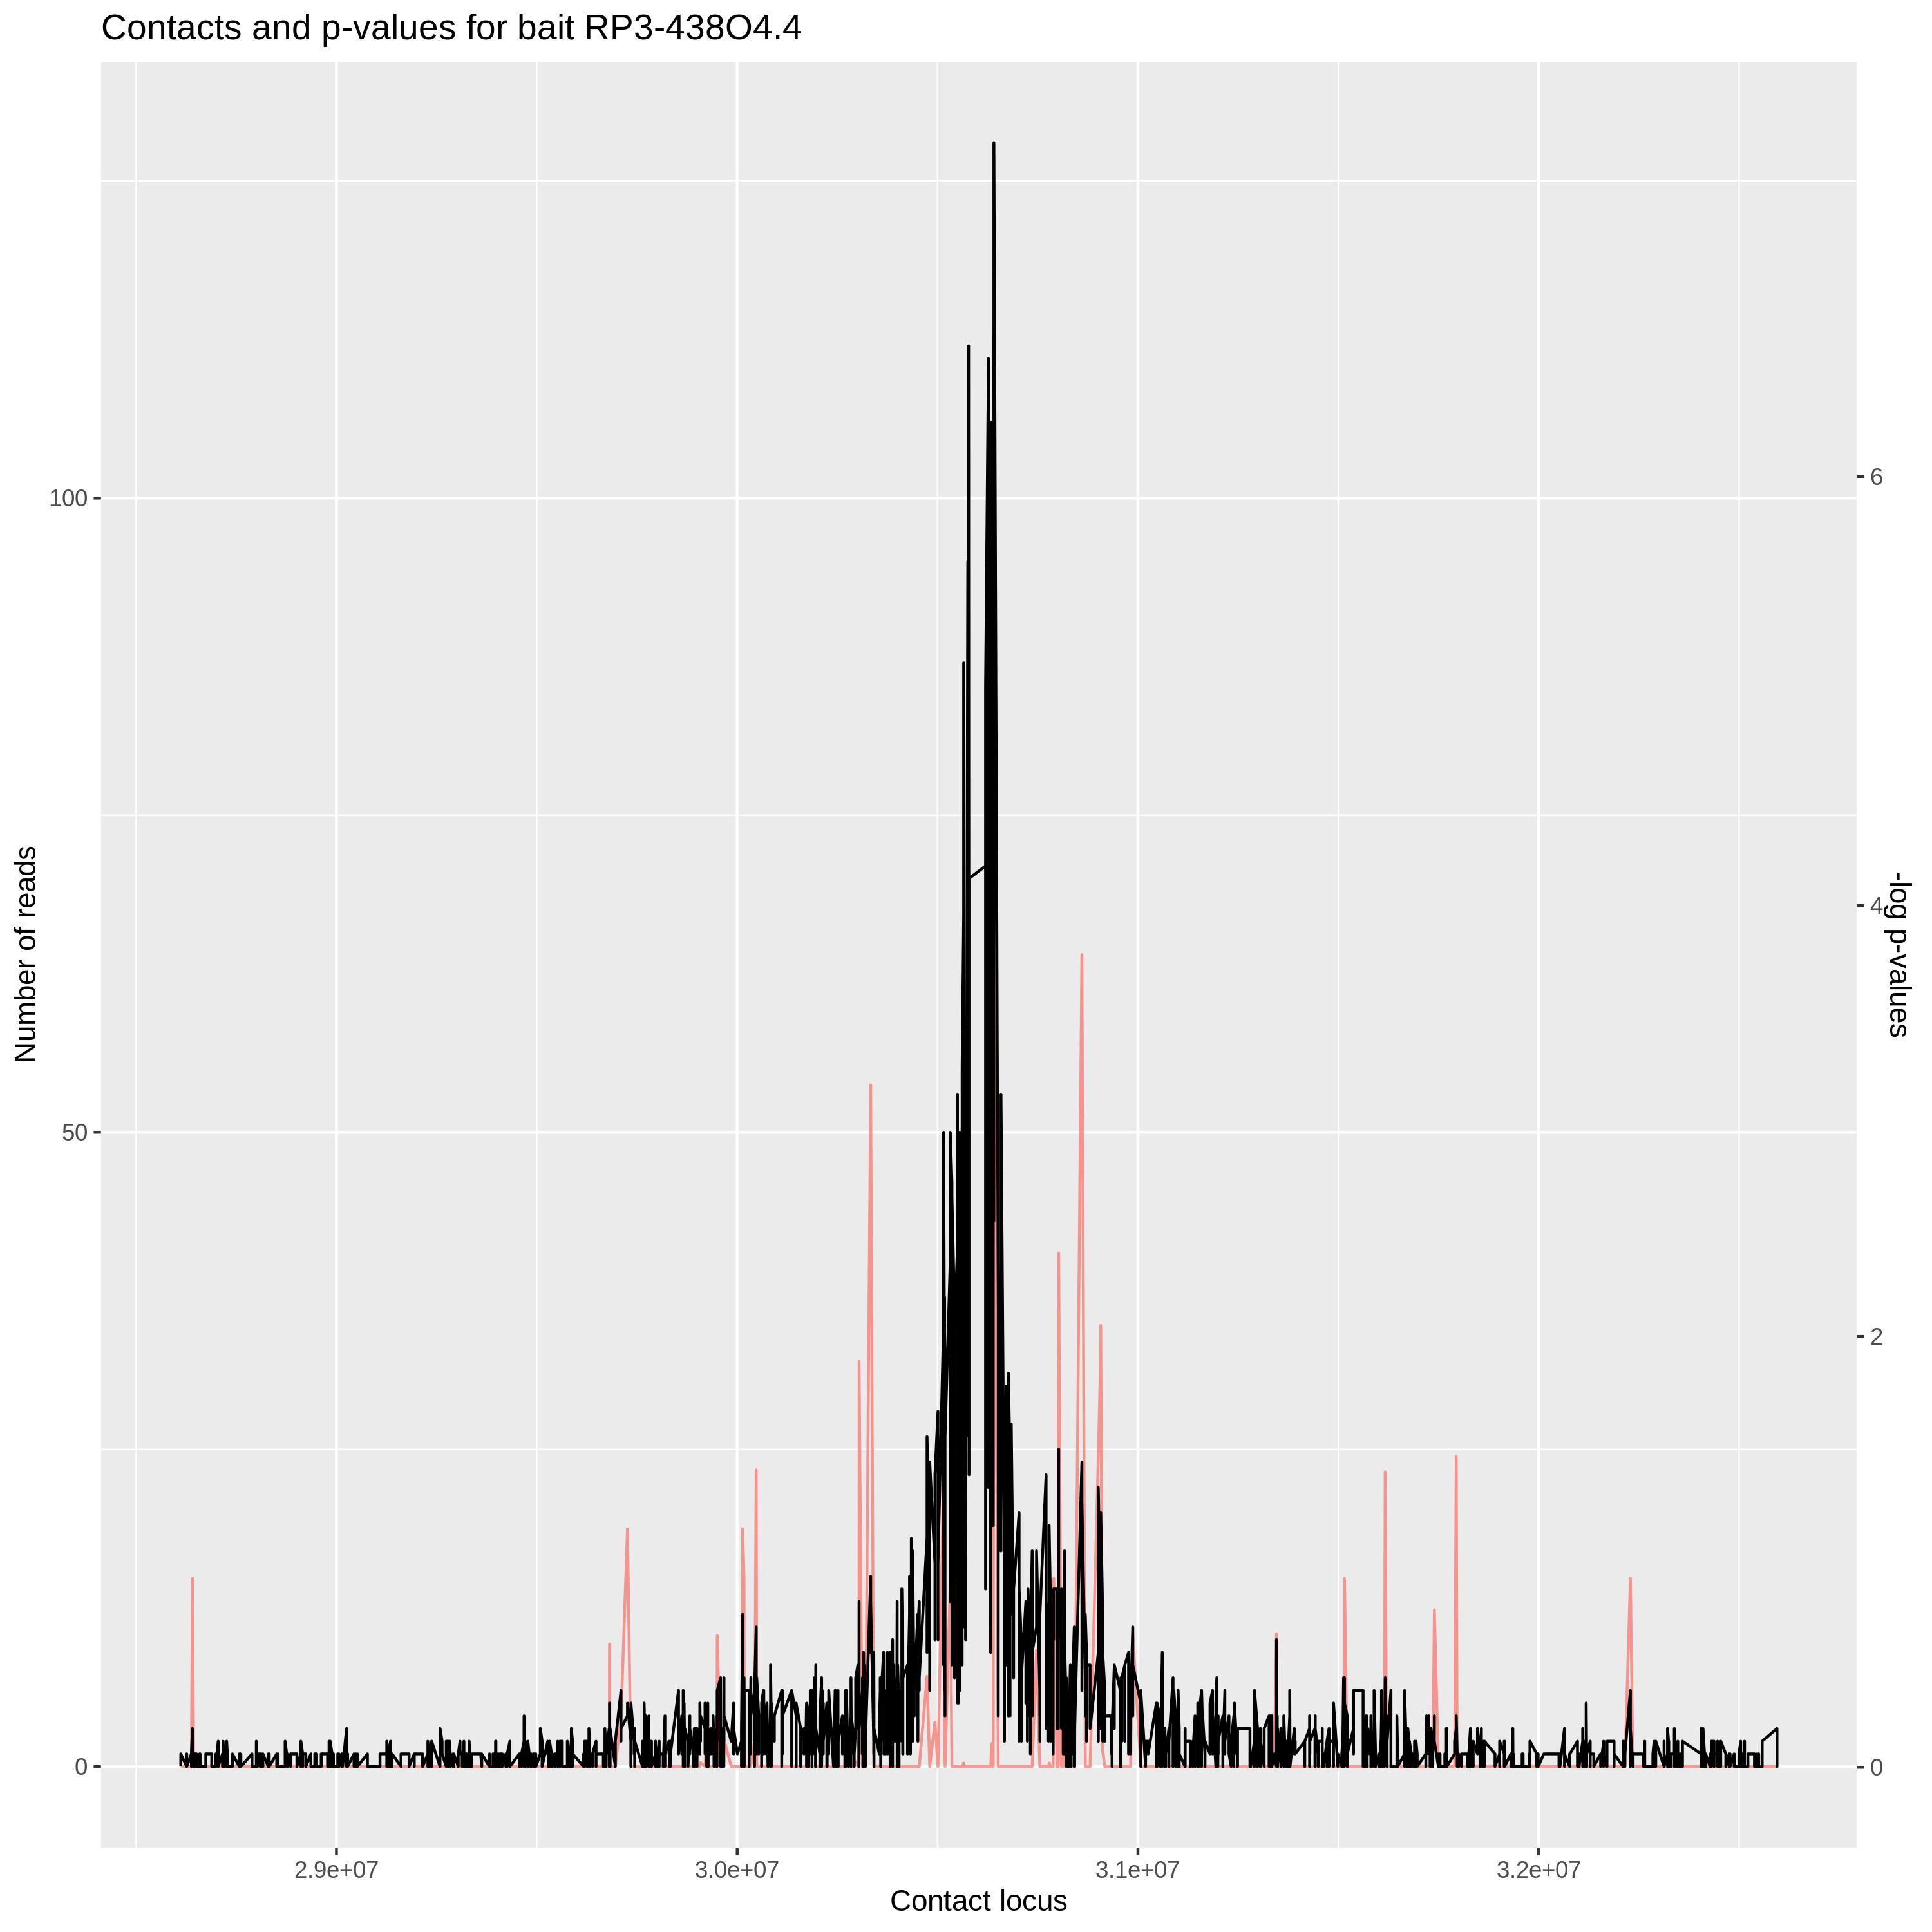 Contacts and p-values for bait RP3-438O4.4
Number of reads
100
50
0
6
4
2
0
-log p-values
2.9e+07
3.0e+07
3.1e+07
3.2e+07
Contact locus